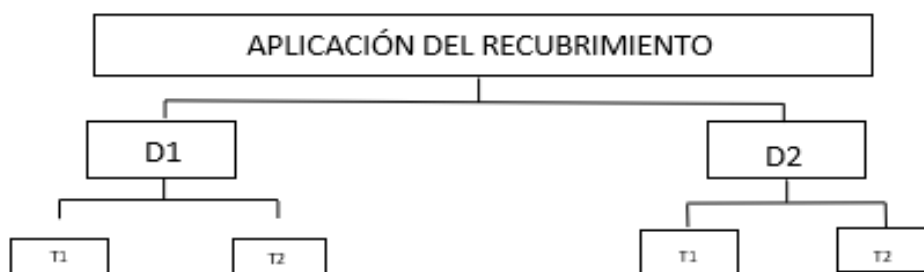 APLICACIÓN DEL RECUBRIMIENTO
D1
D2
T1
T2
T1
T2